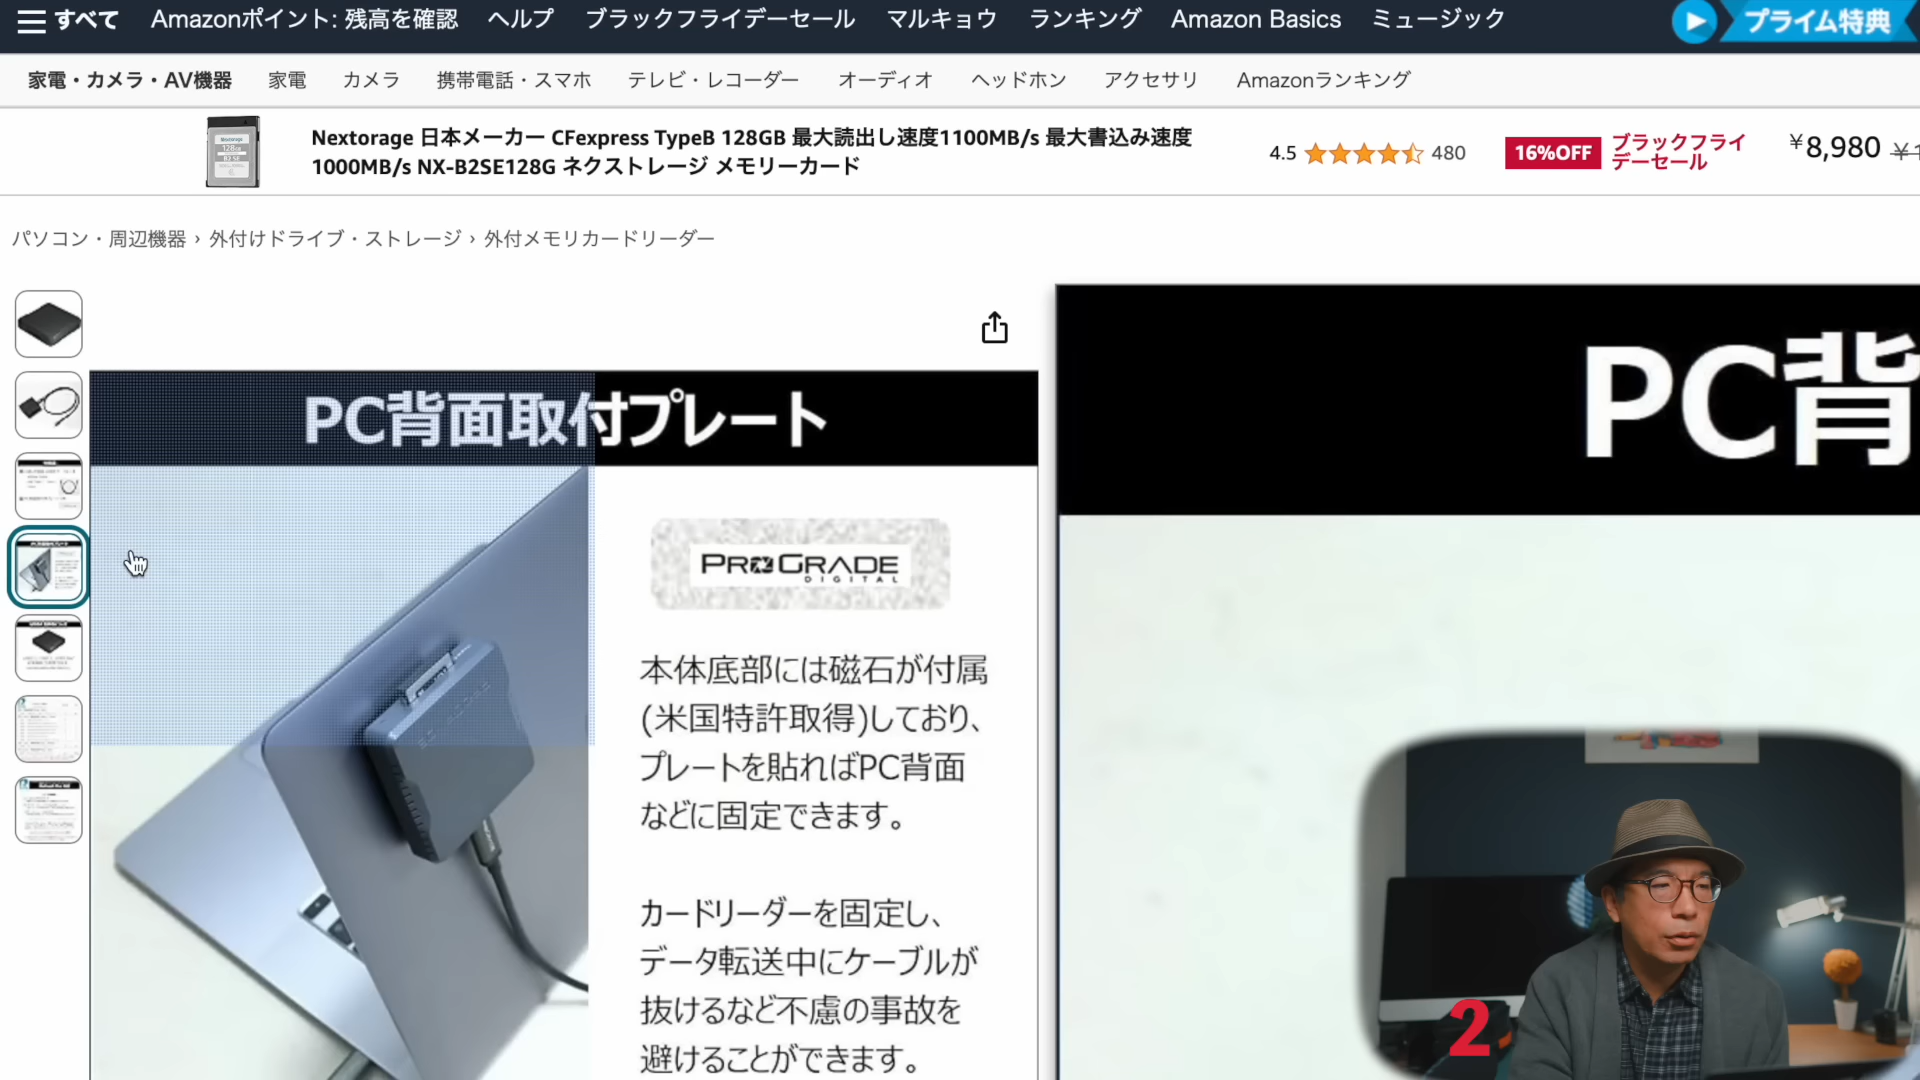 すべて Amazonポイント: 残高を確認 ヘルプ ブラックフライデーセール マルキョウ ランキング Amazon Basics ミュージック プライム特典
家電・カメラ・AV機器 家電 カメラ 携帯電話・スマホ テレビ・レコーダー オーディオ ヘッドホン アクセサリ Amazonランキング
Nextorage 日本メーカー CFexpress TypeB 128GB 最大読出し速度1100MB/s 最大書込み速度
1000MB/s NX-B2SE128G ネクストレージ メモリーカード
4.5 480 16%OFF
ブラックフライ
デーセール
¥8,980
パソコン・周辺機器 › 外付けドライブ・ストレージ › 外付メモリカードリーダー
PC背面取付プレート
PROGRADE
DIGITAL
本体底部には磁石が付属
(米国特許取得)しており、
プレートを貼ればPC背面
などに固定できます。
カードリーダーを固定し、
データ転送中にケーブルが
抜けるなど不慮の事故を
避けることができます。
PC背
2